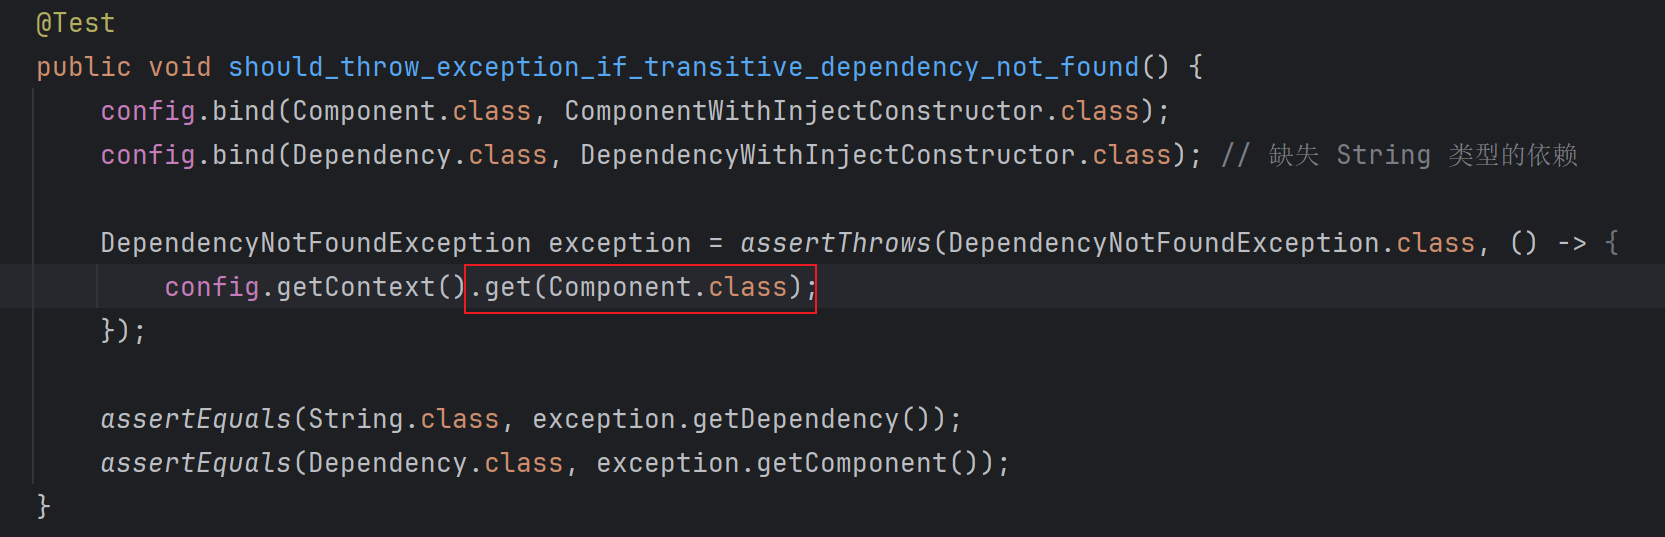 @Test
public void should_throw_exception_if_transitive_dependency_not_found() {
config.bind(Component.class, ComponentWithInjectConstructor.class);
config.bind(Dependency.class, DependencyWithInjectConstructor.class); // 缺失 String 类型的依赖
DependencyNotFoundException exception = assertThrows(DependencyNotFoundException.class, () -> {
config.getContext().get(Component.class);
});
assertEquals(String.class, exception.getDependency());
assertEquals(Dependency.class, exception.getComponent());
}